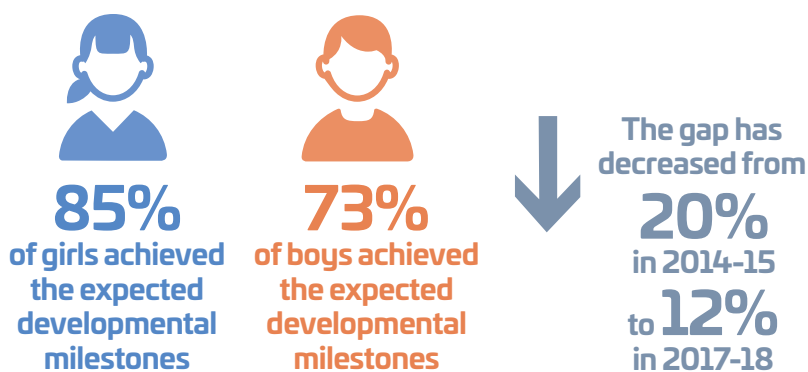 85%
of girls achieved
the expected
developmental
milestones
73%
of boys achieved
the expected
developmental
milestones
The gap has
decreased from
20%
in 2014-15
to 12%
in 2017-18